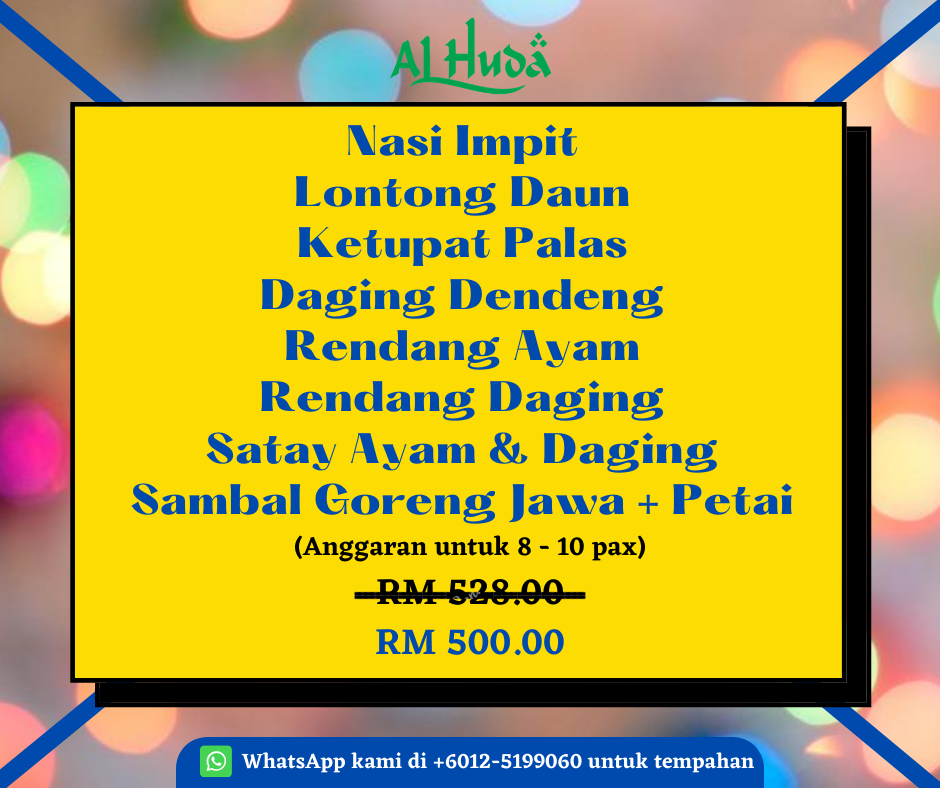 AL Huda
Nasi Impit
Lontong Daun
Ketupat Palas
Daging Dendeng
Rendang Ayam
Rendang Daging
Satay Ayam & Daging
Sambal Goreng Jawa + Petai
(Anggaran untuk 8 - 10 pax)
RM 528.00
RM 500.00
WhatsApp kami di +6012-5199060 untuk tempahan